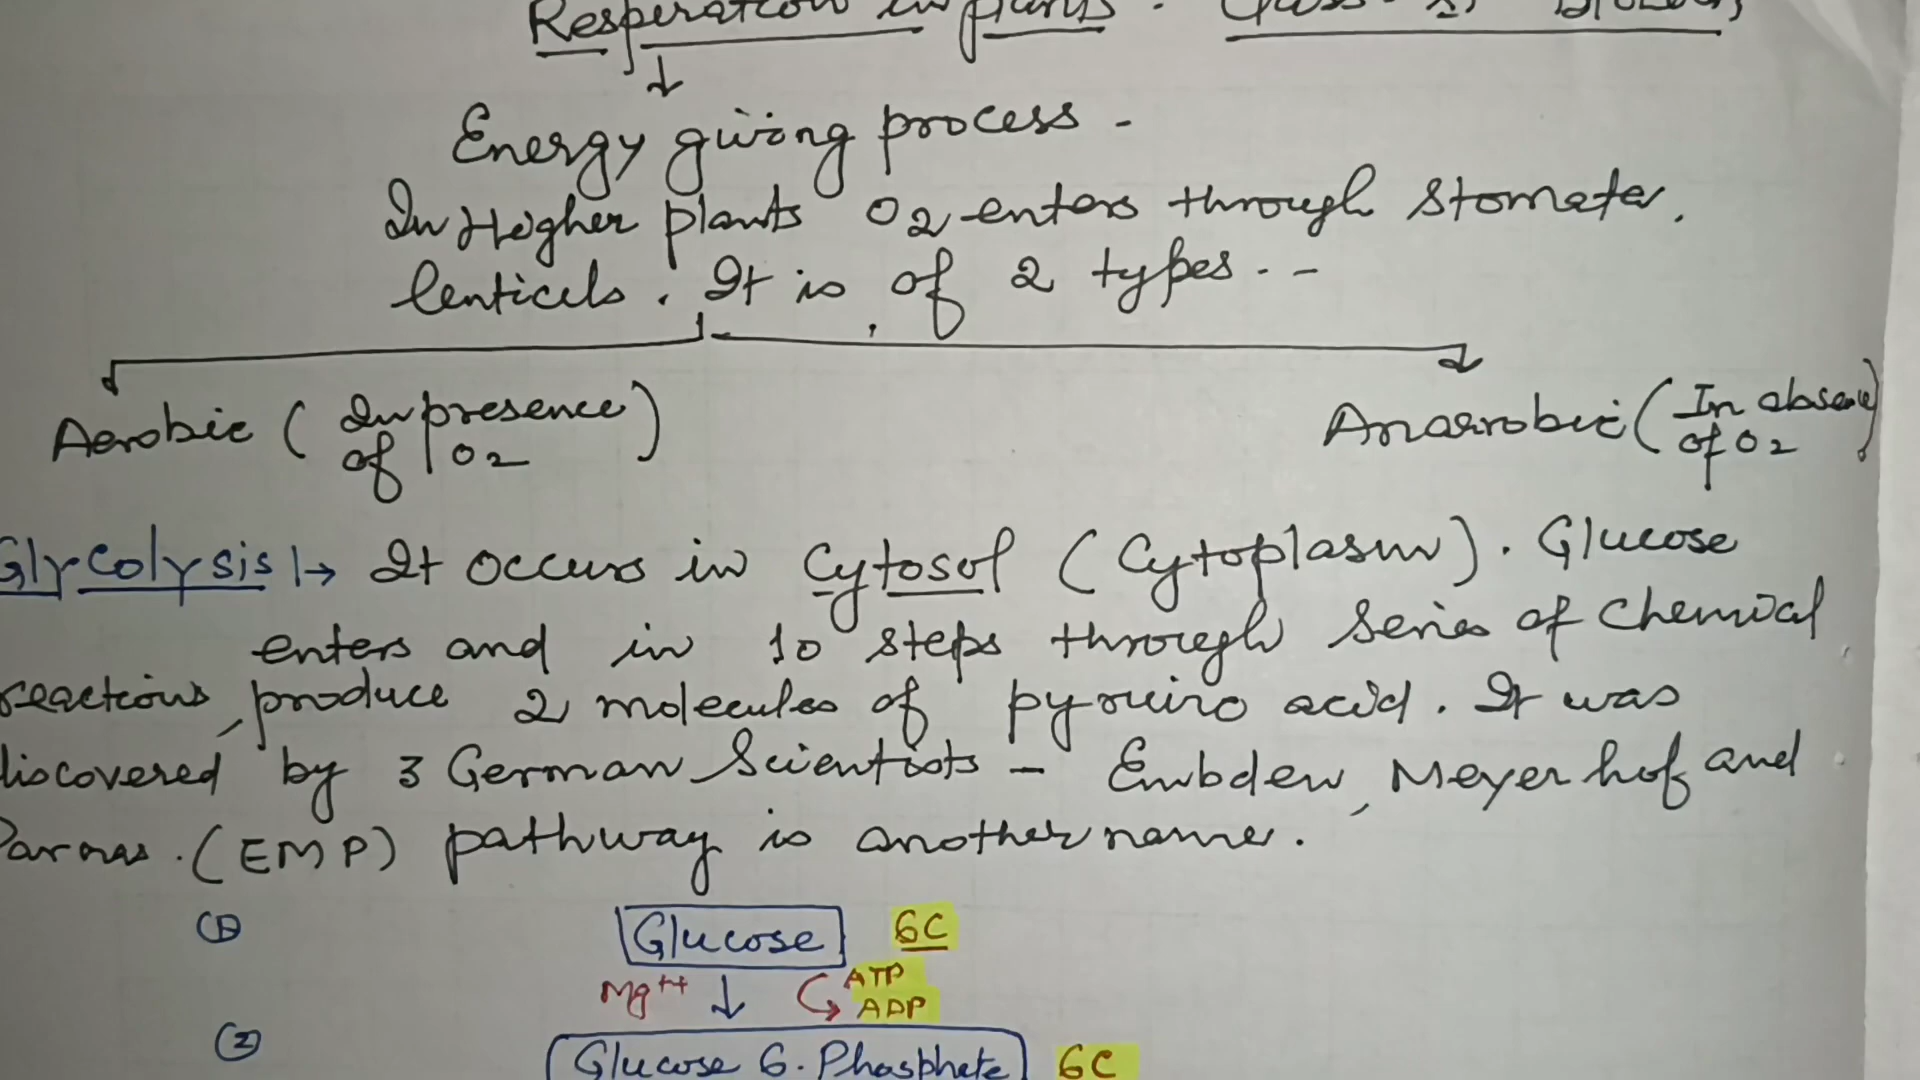 Respiration in plants. Class - XI Biology
Energy giving process -
In Higher plants O2 enters through stomata,
lenticels. It is of 2 types. -
Aerobic (In presence of O2)
Anaerobic (In absence of O2)
Glycolysis |→ It occurs in Cytosol (Cytoplasm). Glucose
enters and in 10 steps through series of chemical
reactions, produce 2 molecules of pyruvic acid. It was
discovered by 3 German Scientists - Embden, Meyerhof and
Parnas. (EMP) pathway is another name.
① Glucose 6C
Mg++ ↓ ATP
ADP
② Glucose 6. Phosphate 6C